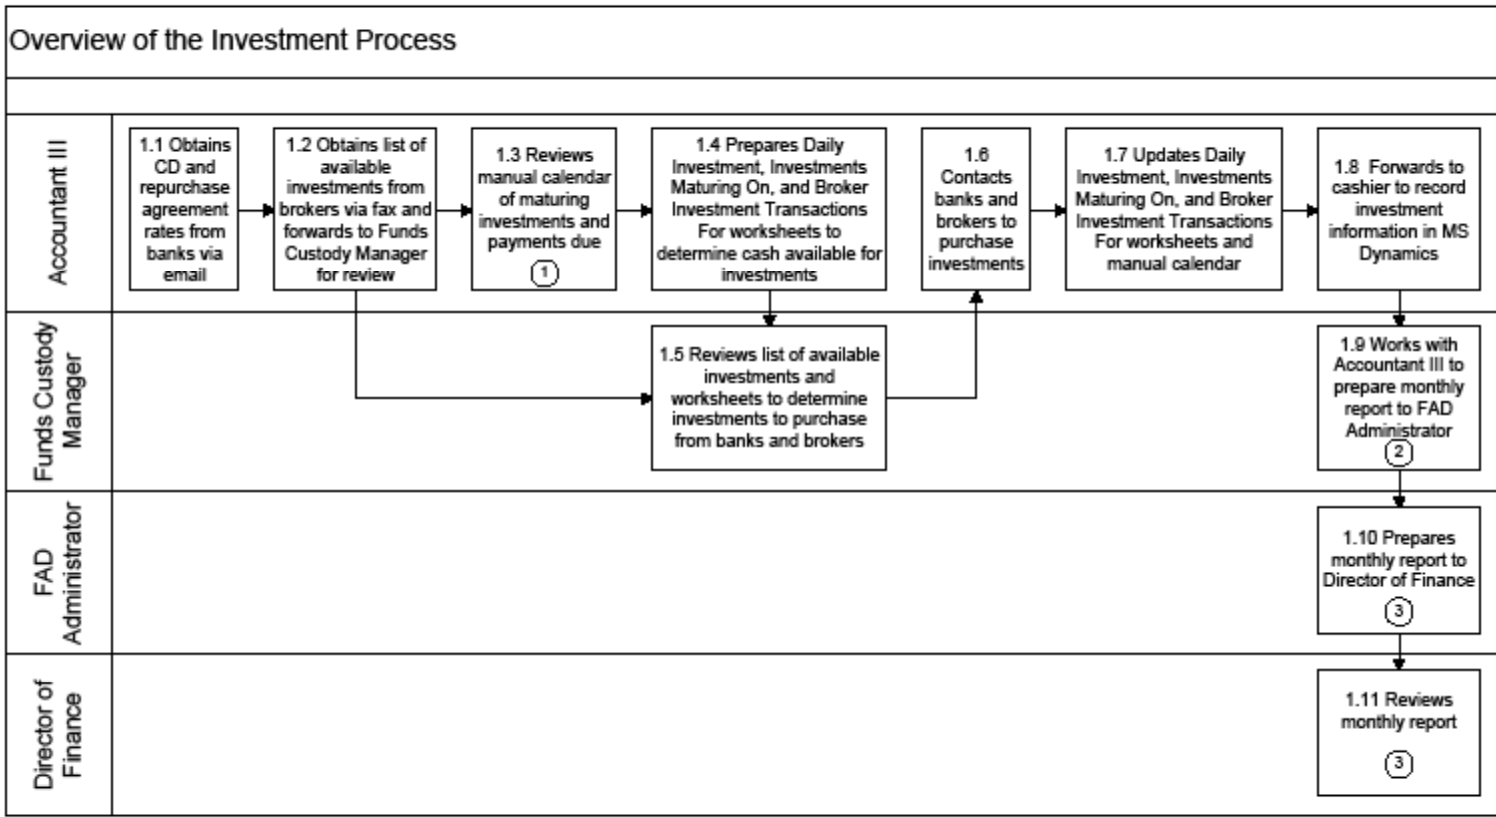 Overview of the Investment Process
Accountant III
1.1 Obtains
CD and
repurchase
agreement
rates from
banks via
email
1.2 Obtains list of
available
investments from
brokers via fax and
forwards to Funds
Custody Manager
for review
1.3 Reviews
manual calendar
of maturing
investments and
payments due
1
1.4 Prepares Daily
Investment, Investments
Maturing On, and Broker
Investment Transactions
For worksheets to
determine cash available for
investments
1.6
Contacts
banks and
brokers to
purchase
investments
1.7 Updates Daily
Investment, Investments
Maturing On, and Broker
Investment Transactions
For worksheets and
manual calendar
1.8 Forwards to
cashier to record
investment
information in MS
Dynamics
Funds Custody
Manager
1.5 Reviews list of available
investments and
worksheets to determine
investments to purchase
from banks and brokers
1.9 Works with
Accountant III to
prepare monthly
report to FAD
Administrator
2
FAD
Administrator
1.10 Prepares
monthly report to
Director of Finance
3
Director of
Finance
1.11 Reviews
monthly report
3